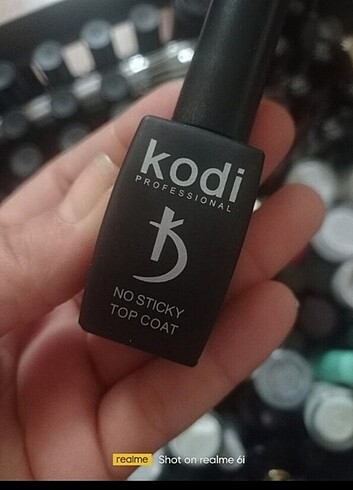 kodi
PROFESSIONAL
NO STICKY
TOP COAT
realme Shot on realme 6i